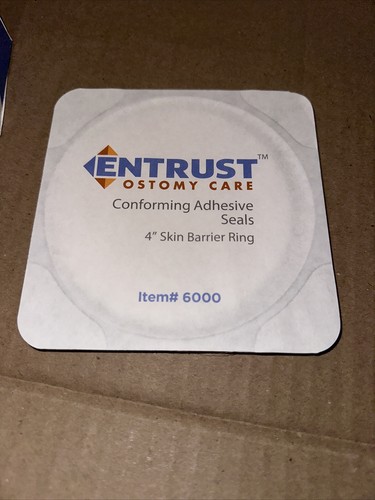 ENTRUST™
OSTOMY CARE
Conforming Adhesive
Seals
4" Skin Barrier Ring
Item# 6000